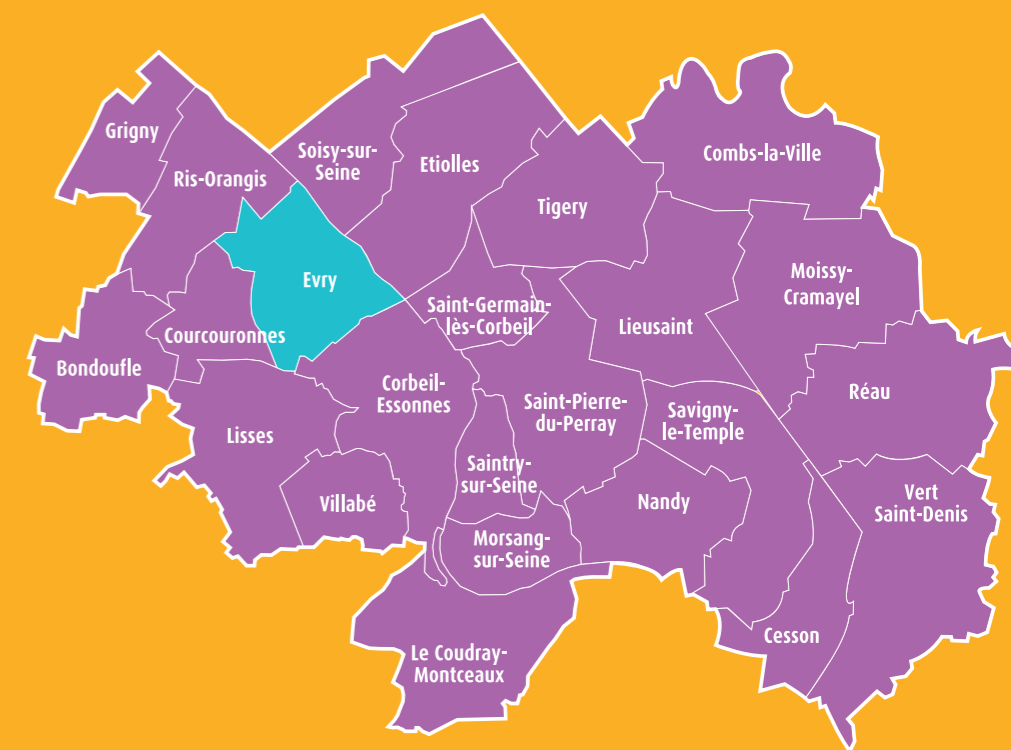 Grigny
Ris-Orangis
Soisy-sur-
Seine
Etiolles
Combs-la-Ville
Tigery
Evry
Moissy-
Cramayel
Saint-Germain-
lès-Corbeil
Lieusaint
Courcouronnes
Bondoufle
Corbeil-
Essonnes
Réau
Saint-Pierre-
du-Perray
Savigny-
le-Temple
Lisses
Saintry-
sur-Seine
Villabé
Nandy
Vert
Saint-Denis
Morsang-
sur-Seine
Cesson
Le Coudray-
Montceaux